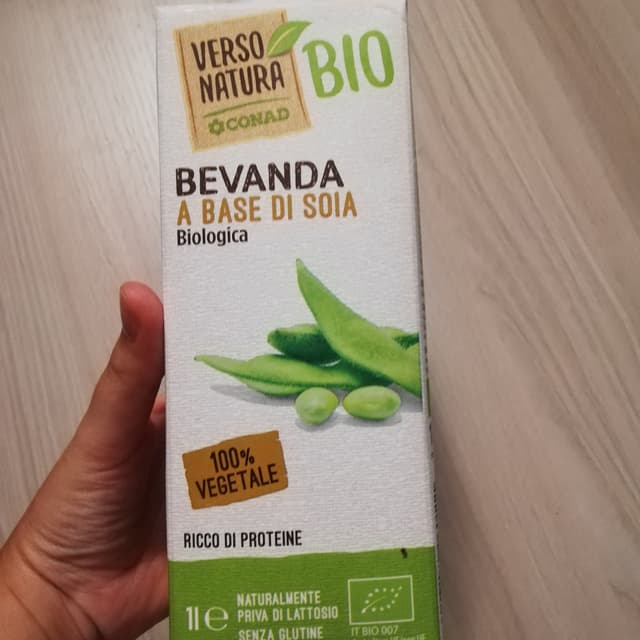 VERSO
NATURA
CONAD
BIO
BEVANDA
A BASE DI SOIA
Biologica
100%
VEGETALE
RICCO DI PROTEINE
1l e
NATURALMENTE
PRIVA DI LATTOSIO
SENZA GLUTINE
IT BIO 007